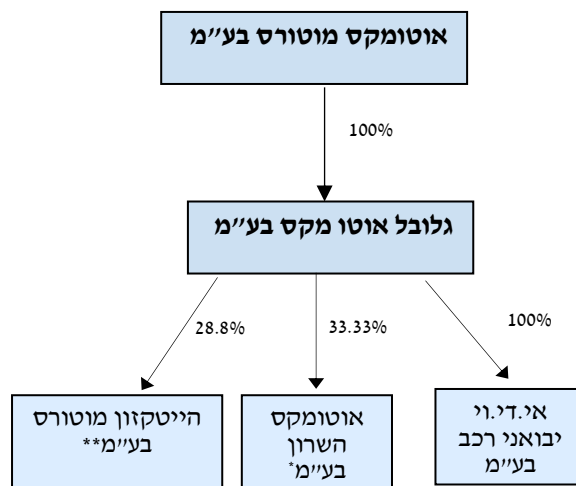 אוטומקס מוטורס בע״מ
100%
גלובל אוטו מקס בע״מ
100%
33.33%
28.8%
אי.די.וי
יבואני רכב
בע״מ
אוטומקס
השרון
בע״מ*
הייטקזון מוטורס
בע״מ**